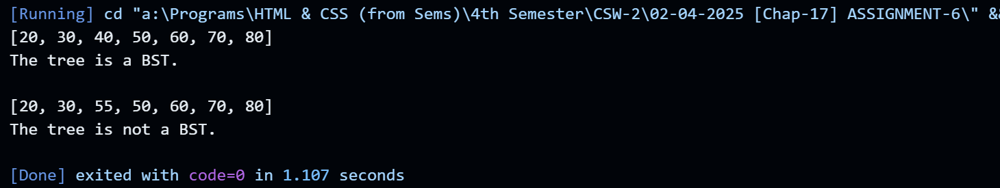 [Running] cd "a:\Programs\HTML & CSS (from Sems)\4th Semester\CSW-2\02-04-2025 [Chap-17] ASSIGNMENT-6\" &&
[20, 30, 40, 50, 60, 70, 80]
The tree is a BST.
[20, 30, 55, 50, 60, 70, 80]
The tree is not a BST.
[Done] exited with code=0 in 1.107 seconds